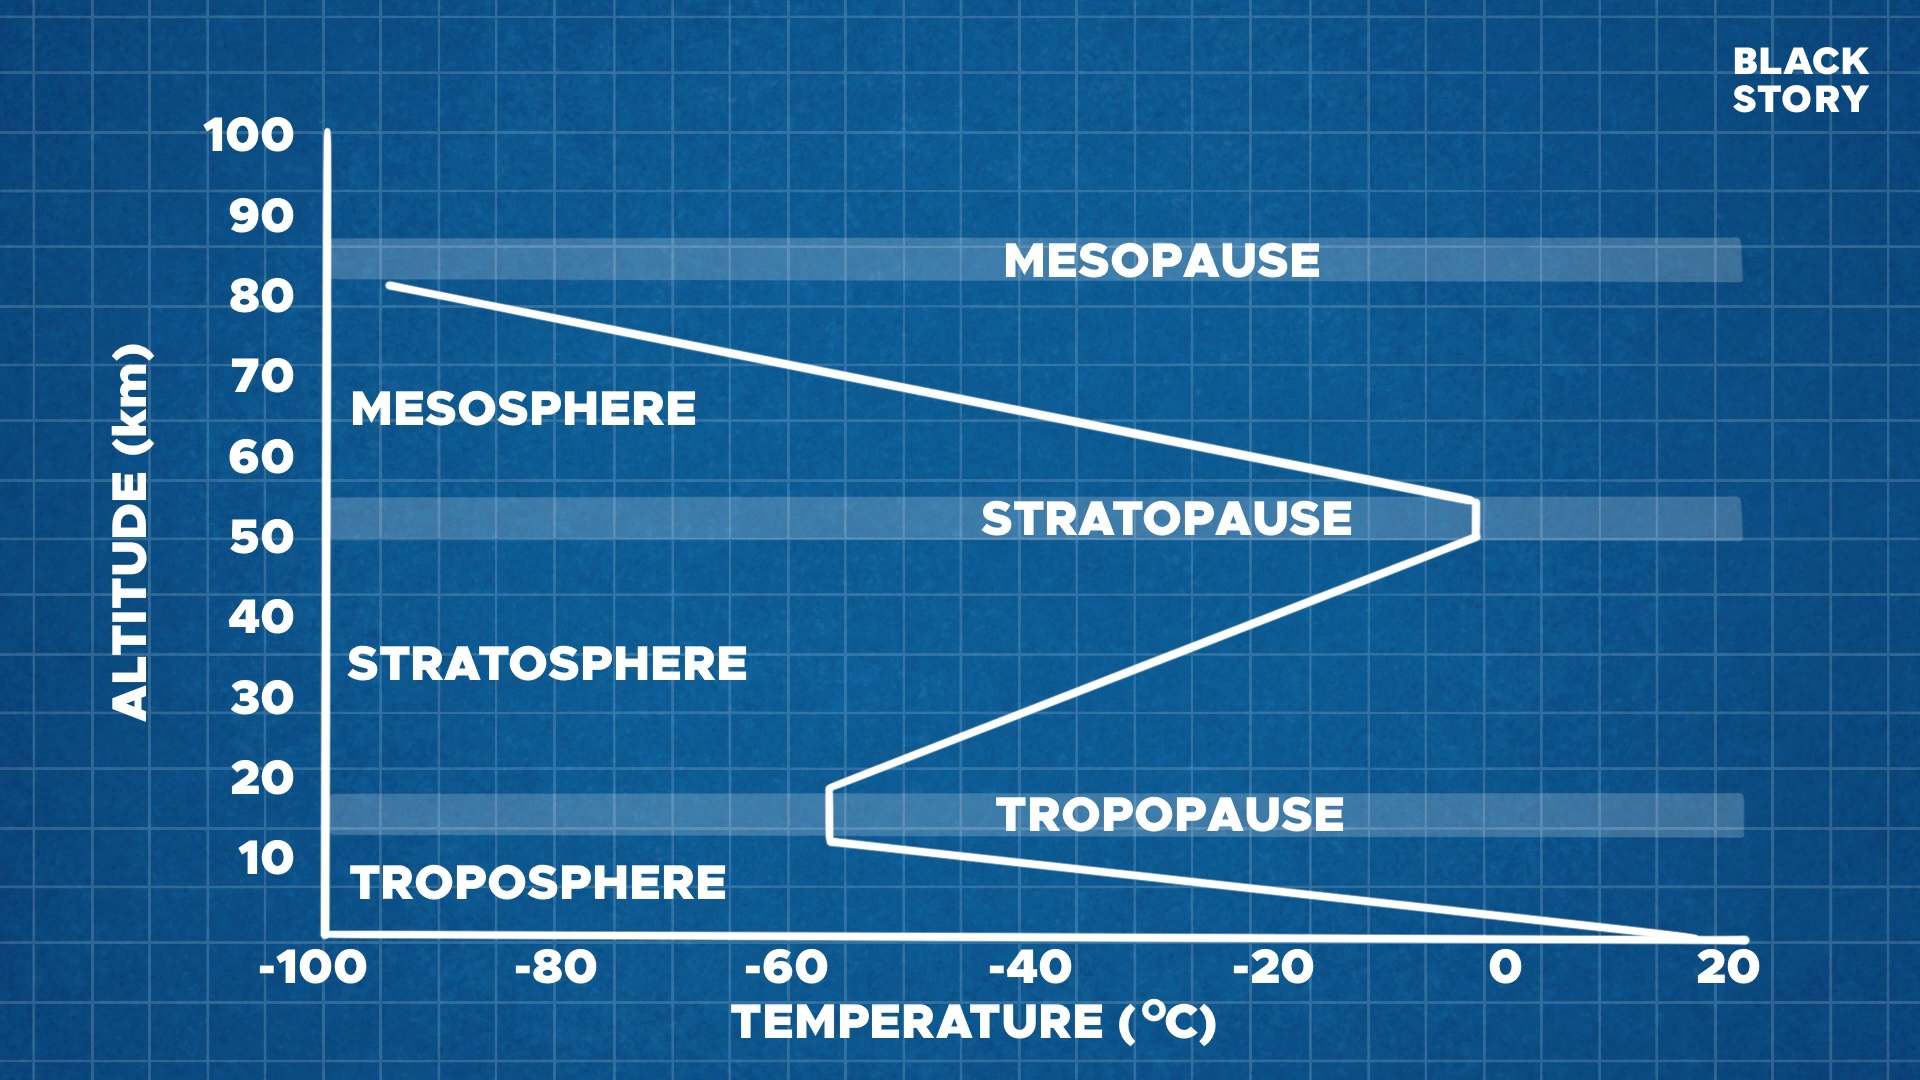 BLACK
STORY
100
90
MESOPAUSE
80
70
MESOSPHERE
60
STRATOPAUSE
50
40
STRATOSPHERE
30
20
TROPOPAUSE
10
TROPOSPHERE
ALTITUDE (km)
-100 -80 -60 -40 -20 0 20
TEMPERATURE (°C)